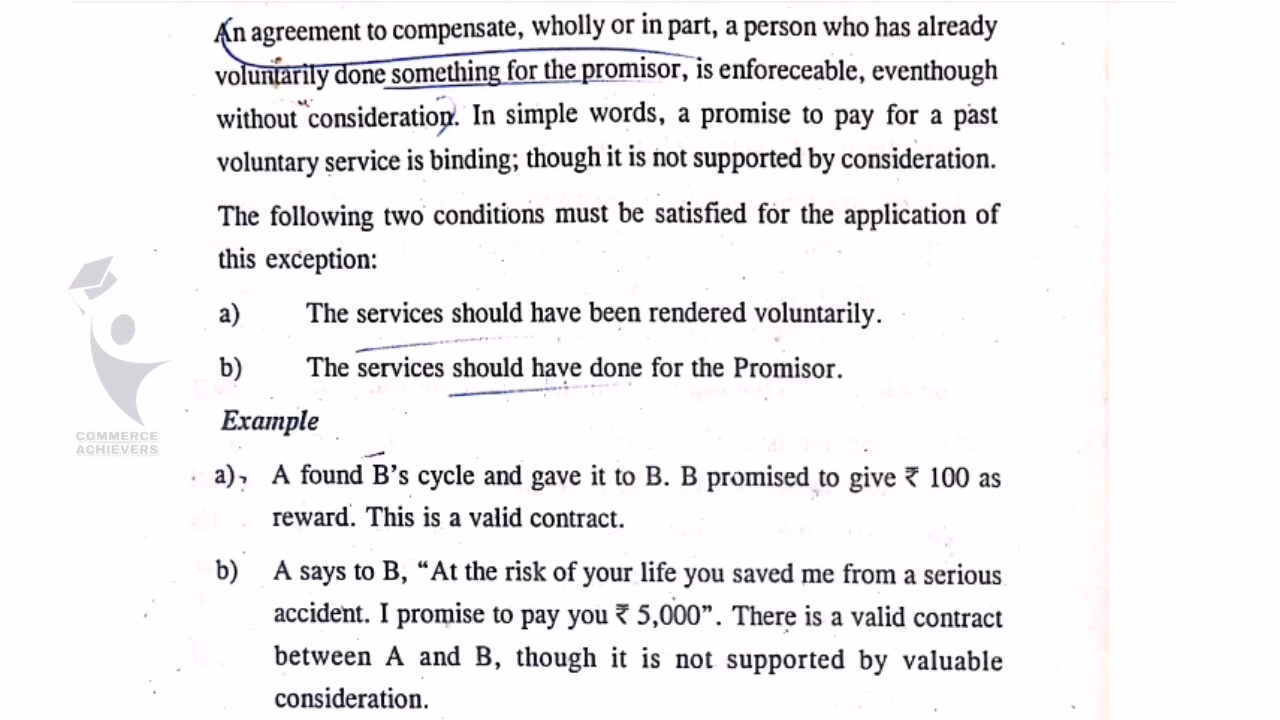 An agreement to compensate, wholly or in part, a person who has already
voluntarily done something for the promisor, is enforeceable, eventhough
without consideration. In simple words, a promise to pay for a past
voluntary service is binding; though it is not supported by consideration.
The following two conditions must be satisfied for the application of
this exception:
a) The services should have been rendered voluntarily.
b) The services should have done for the Promisor.
Example
a) A found B's cycle and gave it to B. B promised to give ₹ 100 as
reward. This is a valid contract.
b) A says to B, "At the risk of your life you saved me from a serious
accident. I promise to pay you ₹ 5,000". There is a valid contract
between A and B, though it is not supported by valuable
consideration.
COMMERCE
ACHIEVERS